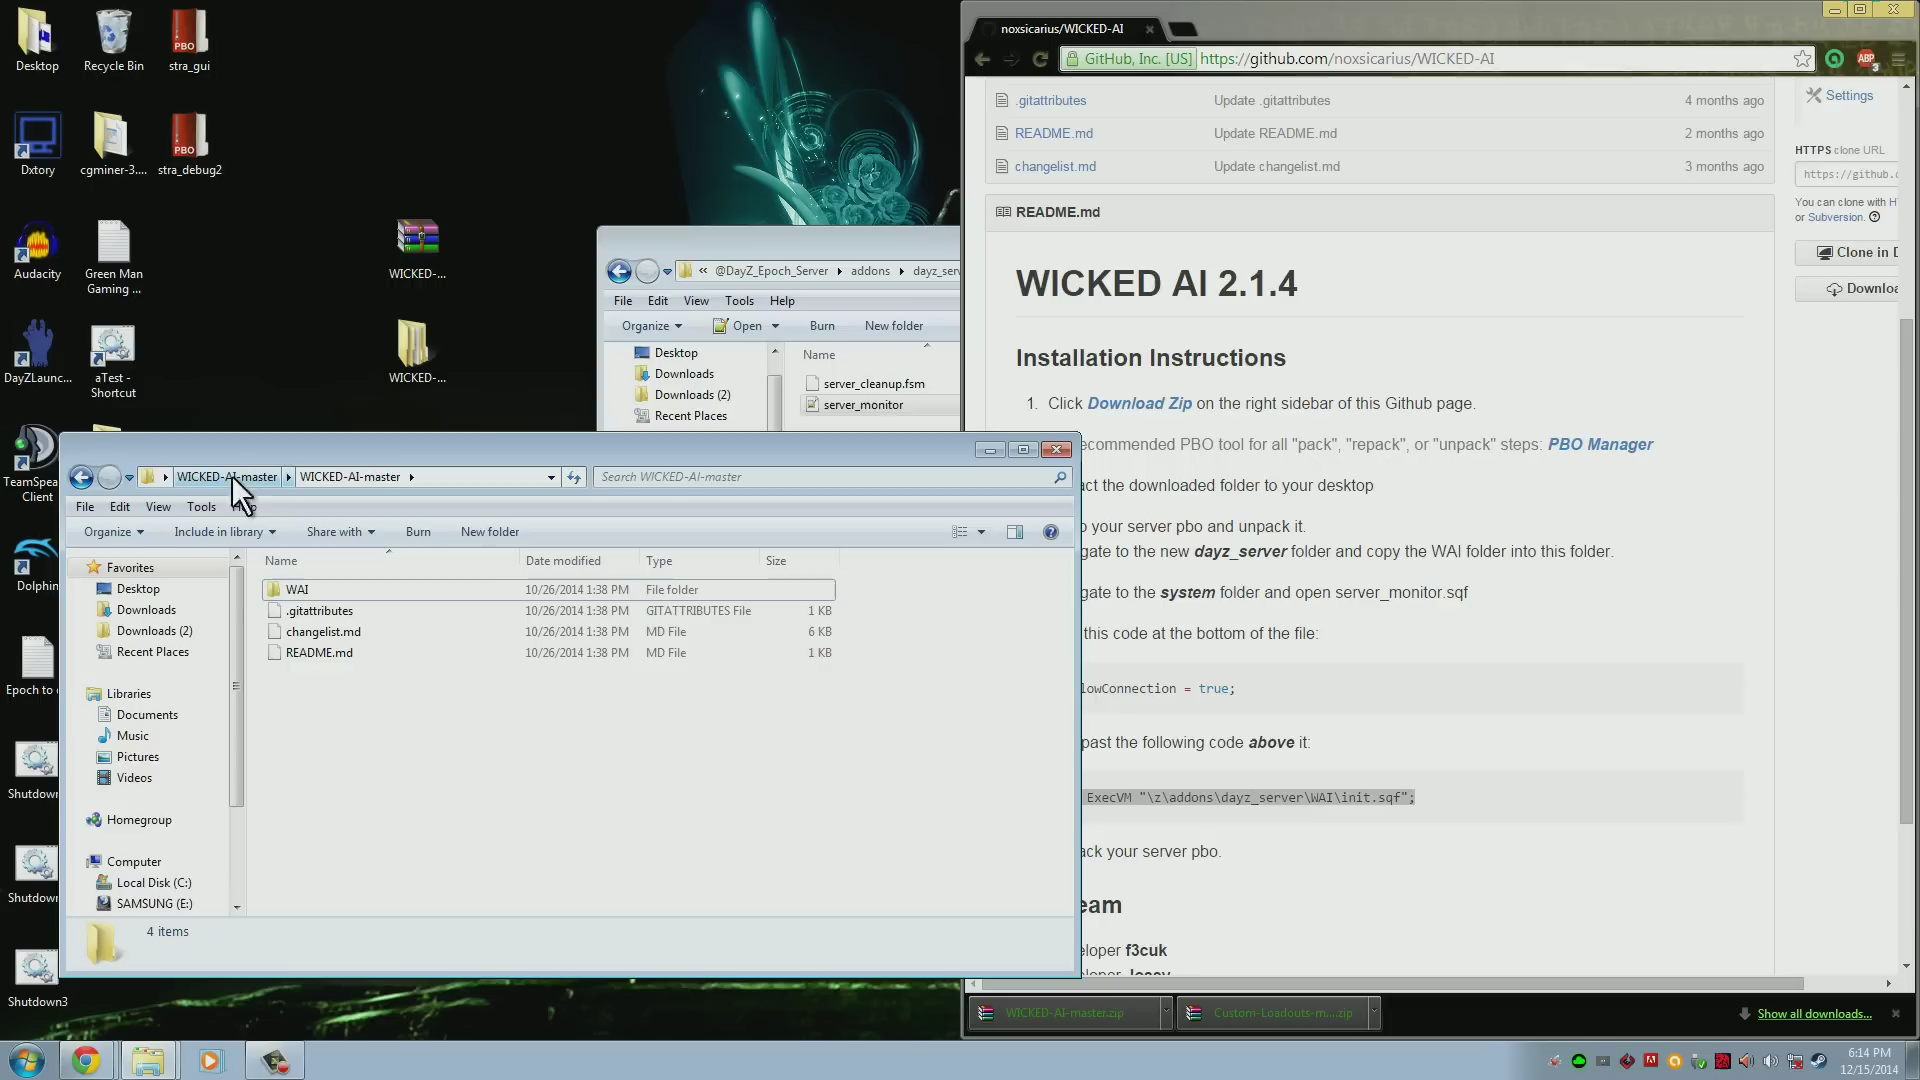 Desktop
Recycle Bin
stra_gui
Dxtory
cgminer-3....
stra_debug2
Audacity
Green Man
Gaming ...
WICKED-...
DayZLaunc...
aTest -
Shortcut
WICKED-...
TeamSpea
Client
Dolphin
Epoch to
Shutdown
Shutdown
Shutdown3
@DayZ_Epoch_Server
addons
dayz_serv
File Edit View Tools Help
Organize Open Burn New folder
Desktop
Downloads
Downloads (2)
Recent Places
Name
server_cleanup.fsm
server_monitor
WICKED-AI-master WICKED-AI-master
Search WICKED-AI-master
File Edit View Tools
Organize Include in library Share with Burn New folder
Favorites
Desktop
Downloads
Downloads (2)
Recent Places
Libraries
Documents
Music
Pictures
Videos
Homegroup
Computer
Local Disk (C:)
SAMSUNG (E:)
Name Date modified Type Size
WAI 10/26/2014 1:38 PM File folder
.gitattributes 10/26/2014 1:38 PM GITATTRIBUTES File 1 KB
changelist.md 10/26/2014 1:38 PM MD File 6 KB
README.md 10/26/2014 1:38 PM MD File 1 KB
4 items
noxsicarius/WICKED-AI
GitHub, Inc. [US] https://github.com/noxsicarius/WICKED-AI
ABP
3
.gitattributes Update .gitattributes 4 months ago
README.md Update README.md 2 months ago
changelist.md Update changelist.md 3 months ago
Settings
HTTPS clone URL
https://github.c
You can clone with H
or Subversion.
Clone in D
Downloa
README.md
WICKED AI 2.1.4
Installation Instructions
1. Click Download Zip on the right sidebar of this Github page.
ecommended PBO tool for all "pack", "repack", or "unpack" steps: PBO Manager
act the downloaded folder to your desktop
o your server pbo and unpack it.
gate to the new dayz_server folder and copy the WAI folder into this folder.
gate to the system folder and open server_monitor.sqf
this code at the bottom of the file:
lowConnection = true;
past the following code above it:
ExecVM "\z\addons\dayz_server\WAI\init.sqf";
ack your server pbo.
eam
eloper f3cuk
WICKED-AI-master.zip
Custom-Loadouts-m....zip
Show all downloads...
6:14 PM
12/15/2014